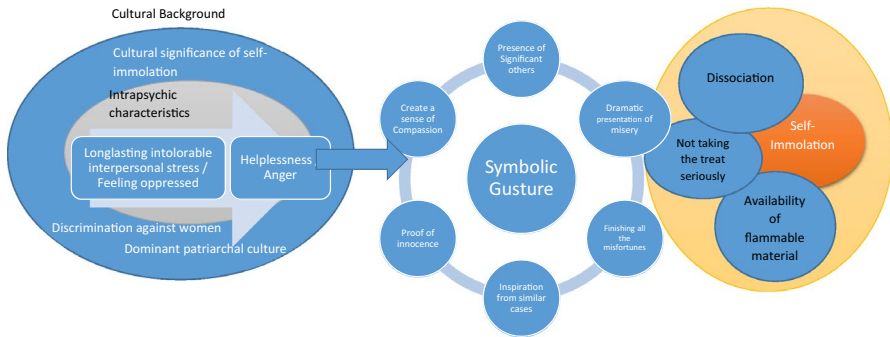 Cultural Background
Cultural significance of self-
immolation
Intrapsychic
characteristics
Longlasting intolorable
interpersonal stress /
Feeling oppressed
Helplessness /
Anger
Discrimination against women
Dominant patriarchal culture
Presence of
Significant
others
Create a
sense of
Compassion
Dramatic
presentation of
misery
Symbolic
Gusture
Proof of
innocence
Finishing all
the
misfortunes
Inspiration
from similar
cases
Dissociation
Self-
Immolation
Not taking
the treat
seriously
Availability
of
flammable
material